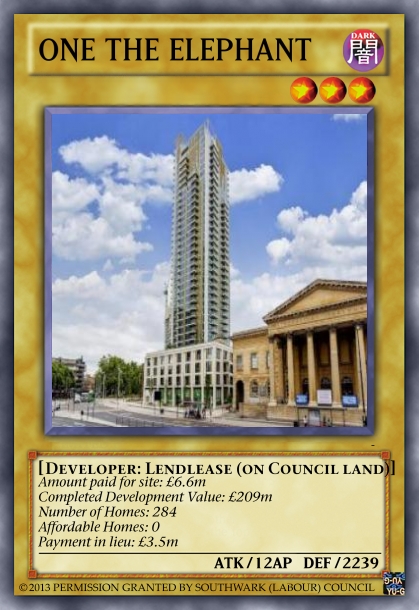 ONE THE ELEPHANT
DARK
闇
[DEVELOPER: LENDLEASE (ON COUNCIL LAND)]
Amount paid for site: £6.6m
Completed Development Value: £209m
Number of Homes: 284
Affordable Homes: 0
Payment in lieu: £3.5m
ATK/12AP DEF/2239
©2013 PERMISSION GRANTED BY SOUTHWARK (LABOUR) COUNCIL